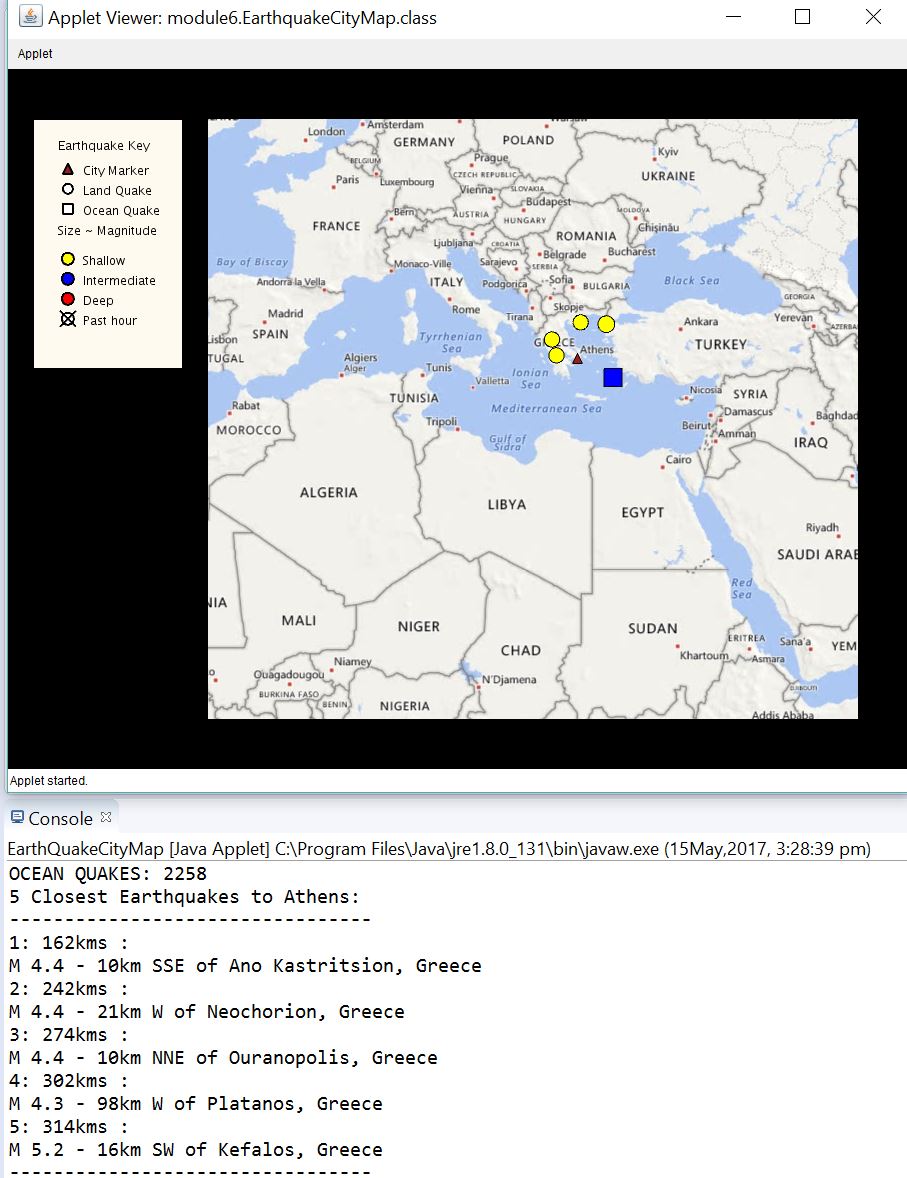 Applet Viewer: module6.EarthquakeCityMap.class
Applet
Earthquake Key
City Marker
Land Quake
Ocean Quake
Size ~ Magnitude
Shallow
Intermediate
Deep
Past hour
Amsterdam
London
GERMANY
POLAND
Kyiv
BELGIUM
Prague
CZECH REPUBLIC
UKRAINE
Paris
Luxembourg
Vienna
SLOVAKIA
Budapest
Bern
AUSTRIA
HUNGARY
MOLDOVA
Chișinău
FRANCE
Ljubljana
CROATIA
ROMANIA
Bay of Biscay
Monaco-Ville
Sarajevo
Belgrade
SERBIA
Bucharest
Andorra la Vella
ITALY
Podgorica
Sofia
BULGARIA
Black Sea
GEORGIA
Madrid
Rome
Tirana
Skopje
Ankara
Yerevan
AZERBA
SPAIN
Lisbon
TUGAL
Tyrrhenian
Sea
GREECE
Athens
TURKEY
Algiers
Alger
Tunis
Valletta
Ionian
Sea
Nicosia
SYRIA
Rabat
TUNISIA
Mediterranean Sea
Damascus
Baghdad
MOROCCO
Tripoli
Gulf of
Sidra
Beirut
Amman
IRAQ
Cairo
ALGERIA
LIBYA
EGYPT
Riyadh
SAUDI ARAB
Red
Sea
NIA
MALI
NIGER
CHAD
SUDAN
ERITREA
Sana'a
YEM
Khartoum
Asmara
Niamey
Ouagadougou
BURKINA FASO
N'Djamena
DJIBOUTI
BENIN
NIGERIA
Addis Ababa
Applet started.
Console
EarthQuakeCityMap [Java Applet] C:\Program Files\Java\jre1.8.0_131\bin\javaw.exe (15May,2017, 3:28:39 pm)
OCEAN QUAKES: 2258
5 Closest Earthquakes to Athens:
---------------------------------
1: 162kms :
M 4.4 - 10km SSE of Ano Kastritsion, Greece
2: 242kms :
M 4.4 - 21km W of Neochorion, Greece
3: 274kms :
M 4.4 - 10km NNE of Ouranopolis, Greece
4: 302kms :
M 4.3 - 98km W of Platanos, Greece
5: 314kms :
M 5.2 - 16km SW of Kefalos, Greece
---------------------------------